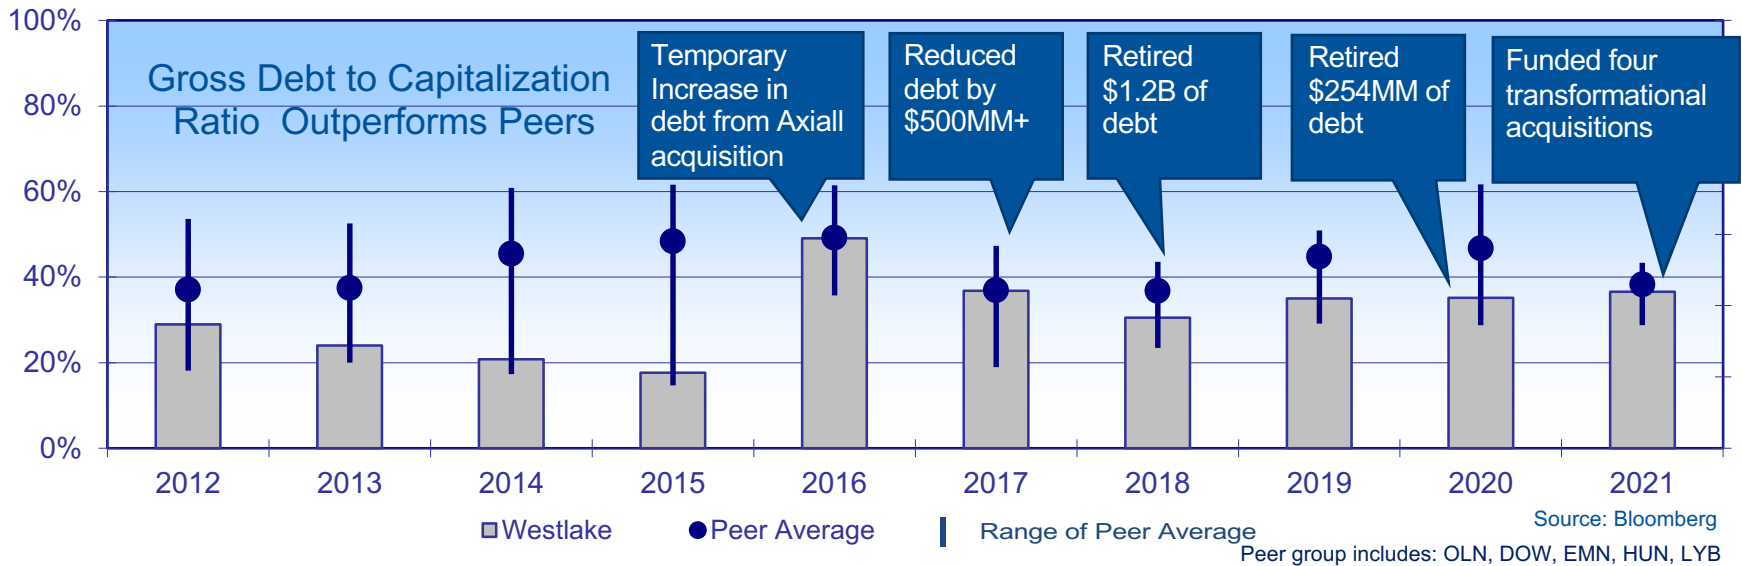 100%
80%
60%
40%
20%
0%
Gross Debt to Capitalization
Ratio Outperforms Peers
Temporary
Increase in
debt from Axiall
acquisition
Reduced
debt by
$500MM+
Retired
$1.2B of
debt
Retired
$254MM of
debt
Funded four
transformational
acquisitions
2012 2013 2014 2015 2016 2017 2018 2019 2020 2021
Westlake Peer Average Range of Peer Average
Source: Bloomberg
Peer group includes: OLN, DOW, EMN, HUN, LYB